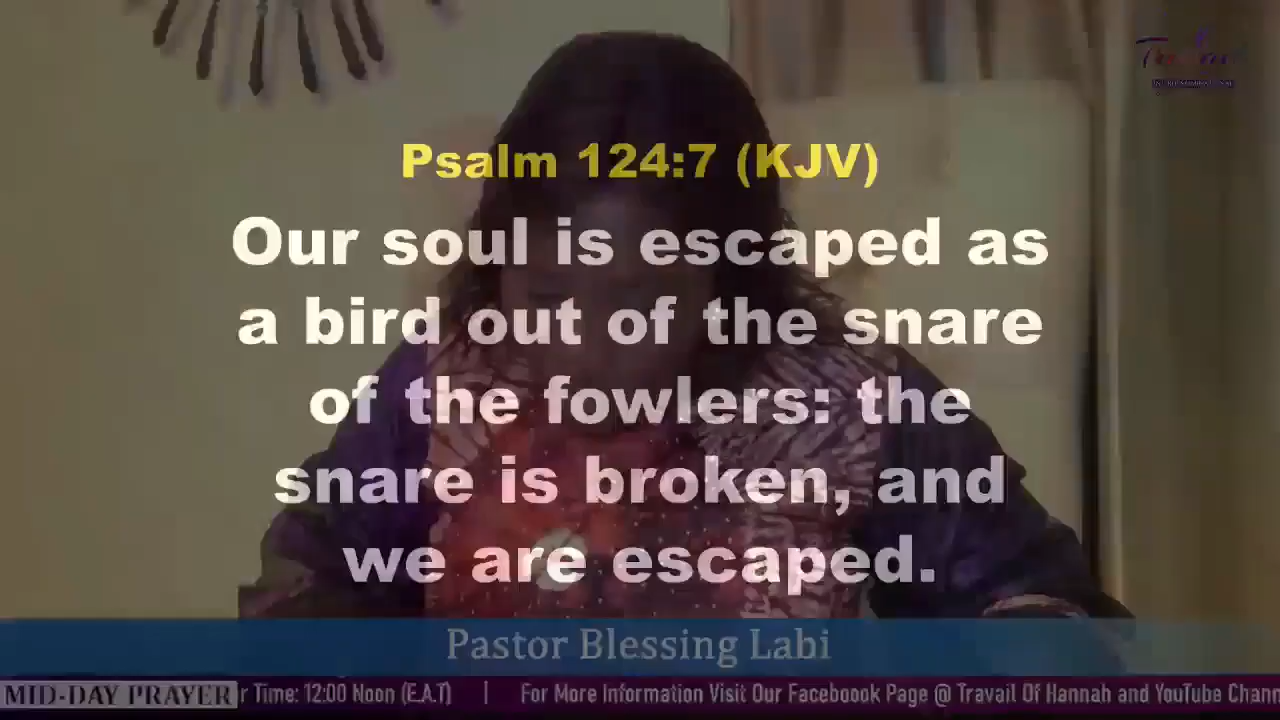 Psalm 124:7 (KJV)
Our soul is escaped as
a bird out of the snare
of the fowlers: the
snare is broken, and
we are escaped.
Pastor Blessing Labi
MID-DAY PRAYER r Time: 12:00 Noon (E.A.T) | For More Information Visit Our Faceboook Page @ Travail Of Hannah and YouTube Chann